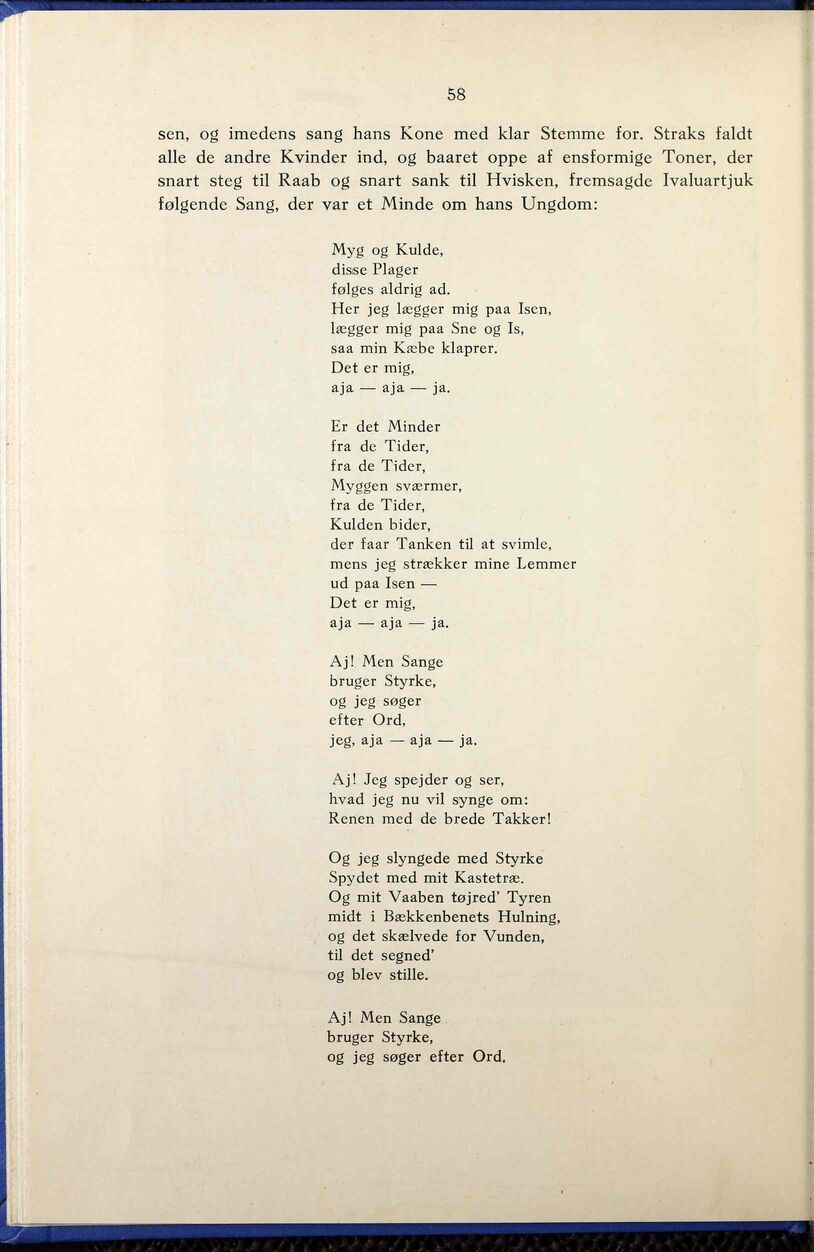 58
sen, og imedens sang hans Kone med klar Stemme for. Straks faldt
alle de andre Kvinder ind, og baaret oppe af ensformige Toner, der
snart steg til Raab og snart sank til Hvisken, fremsagde Ivaluartjuk
følgende Sang, der var et Minde om hans Ungdom:
Myg og Kulde,
disse Plager
følges aldrig ad.
Her jeg lægger mig paa Isen,
lægger mig paa Sne og Is,
saa min Kæbe klaprer.
Det er mig,
aja — aja — ja.
Er det Minder
fra de Tider,
fra de Tider,
Myggen sværmer,
fra de Tider,
Kulden bider,
der faar Tanken til at svimle,
mens jeg strækker mine Lemmer
ud paa Isen —
Det er mig,
aja — aja — ja.
Aj! Men Sange
bruger Styrke,
og jeg søger
efter Ord,
jeg, aja — aja — ja.
Aj! Jeg spejder og ser,
hvad jeg nu vil synge om:
Renen med de brede Takker!
Og jeg slyngede med Styrke
Spydet med mit Kastetræ.
Og mit Vaaben tøjred' Tyren
midt i Bækkenbenets Hulning,
og det skælvede for Vunden,
til det segned'
og blev stille.
Aj! Men Sange
bruger Styrke,
og jeg søger efter Ord,